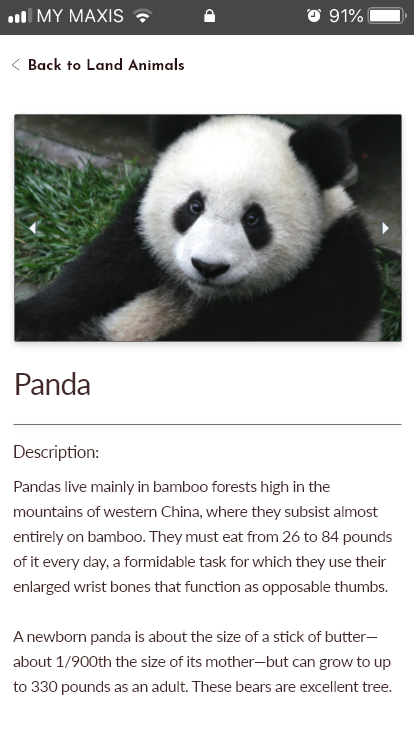 MY MAXIS 91%
Back to Land Animals
Panda
Description:
Pandas live mainly in bamboo forests high in the
mountains of western China, where they subsist almost
entirely on bamboo. They must eat from 26 to 84 pounds
of it every day, a formidable task for which they use their
enlarged wrist bones that function as opposable thumbs.
A newborn panda is about the size of a stick of butter—
about 1/900th the size of its mother—but can grow to up
to 330 pounds as an adult. These bears are excellent tree.